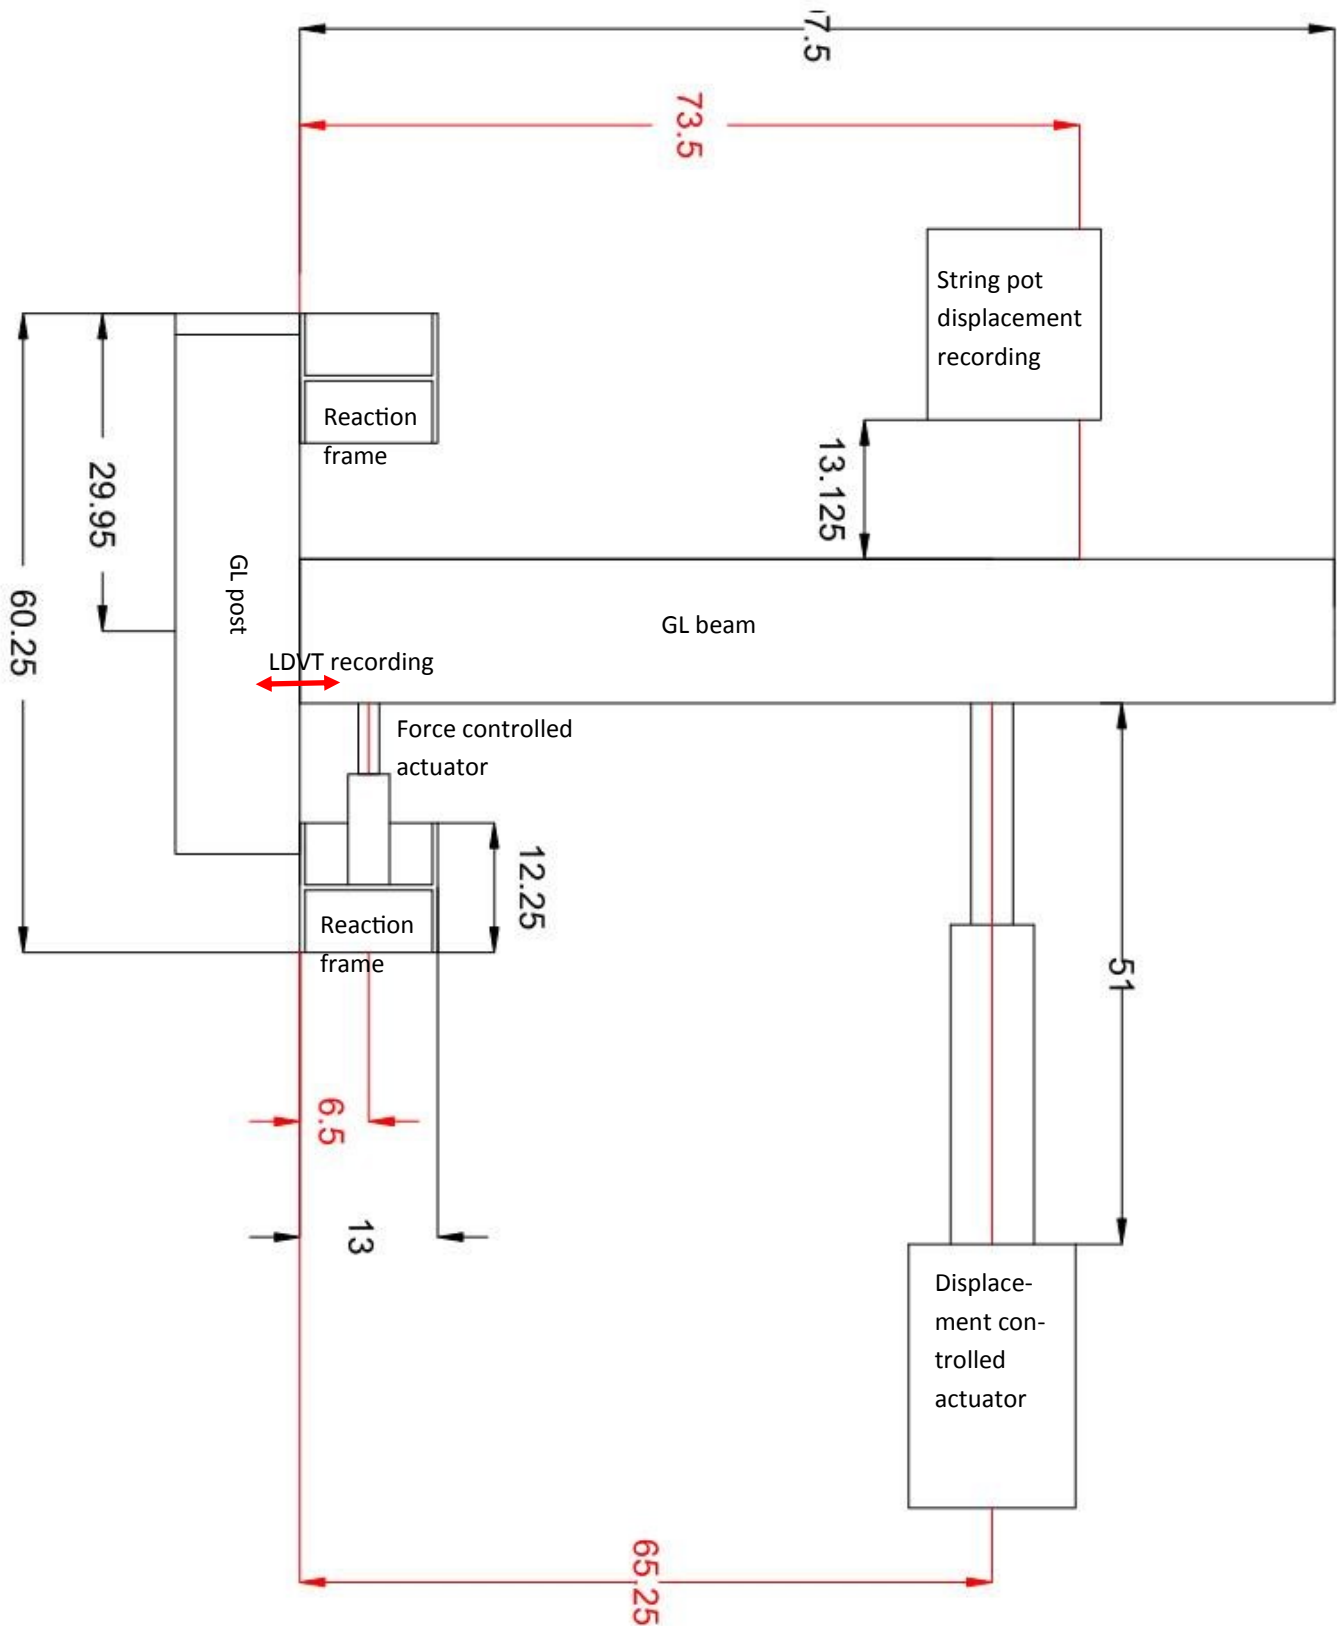 7.5
73.5
String pot
displacement
recording
Reaction
frame
13.125
29.95
60.25
GL post
GL beam
LDVT recording
Force controlled
actuator
12.25
Reaction
frame
51
6.5
13
Displace-
ment con-
trolled
actuator
65.25